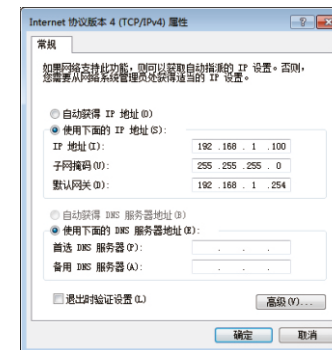 Internet 协议版本 4 (TCP/IPv4) 属性
常规
如果网络支持此功能，则可以获取自动指派的 IP 设置。否则，
您需要从网络系统管理员处获得适当的 IP 设置。
自动获得 IP 地址(O)
使用下面的 IP 地址(S):
IP 地址(I): 192 .168 . 1 .100
子网掩码(U): 255 .255 .255 . 0
默认网关(D): 192 .168 . 1 .254
自动获得 DNS 服务器地址(B)
使用下面的 DNS 服务器地址(E):
首选 DNS 服务器(P): . . .
备用 DNS 服务器(A): . . .
退出时验证设置(L)
高级(V)...
确定 取消